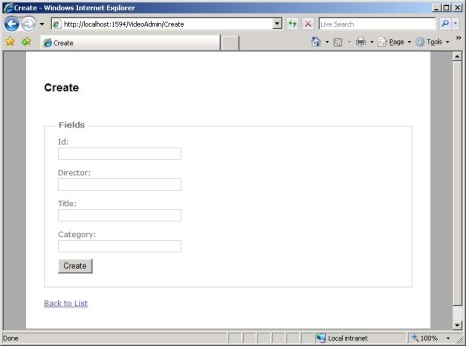 Create - Windows Internet Explorer
http://localhost:1594/VideoAdmin/Create
Live Search
Create
Page
Tools
Create
Fields
Id:
Director:
Title:
Category:
Create
Back to List
Done
Local intranet
100%